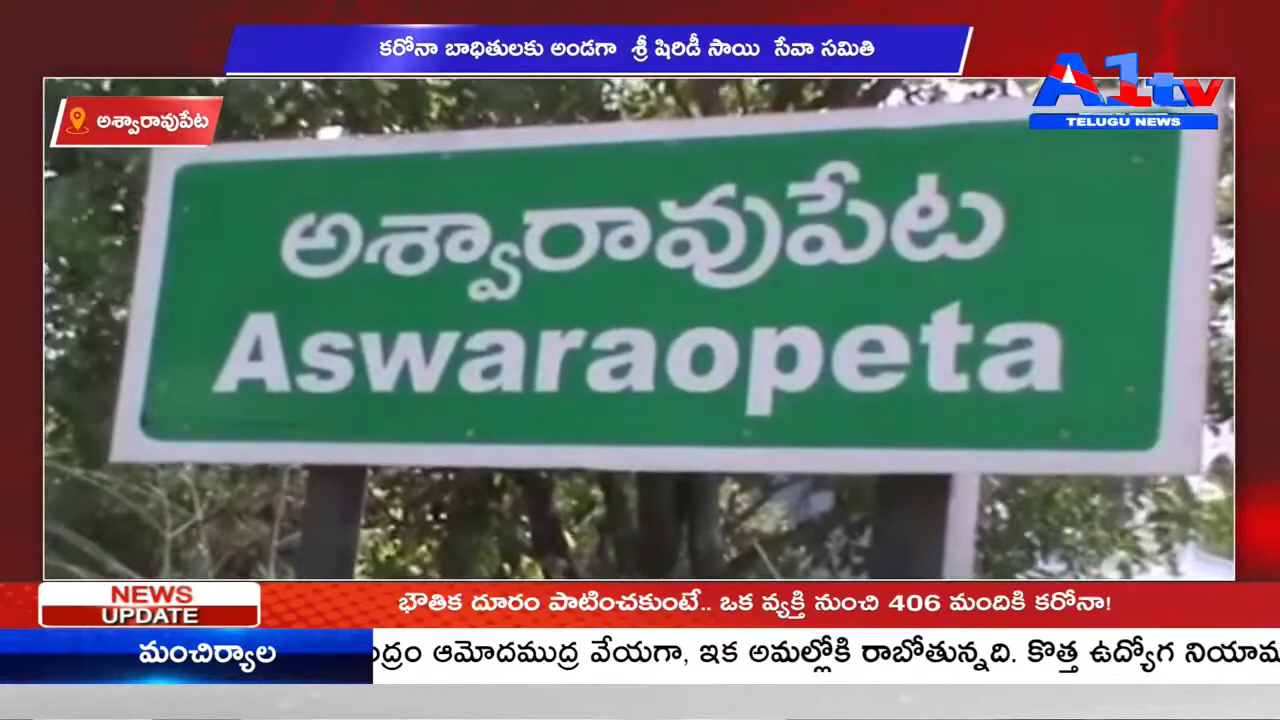 కరోనా బాధితులకు అండగా శ్రీ షిరిడీ సాయి సేవా సమితి
అశ్వారావుపేట
A1tv
TELUGU NEWS
అశ్వారావుపేట
Aswaraopeta
NEWS
UPDATE
భౌతిక దూరం పాటించకుంటే.. ఒక వ్యక్తి నుంచి 406 మందికి కరోనా!
మంచిర్యాల
ఆమోదముద్ర వేయగా, ఇక అమల్లోకి రాబోతున్నది. కొత్త ఉద్యోగ